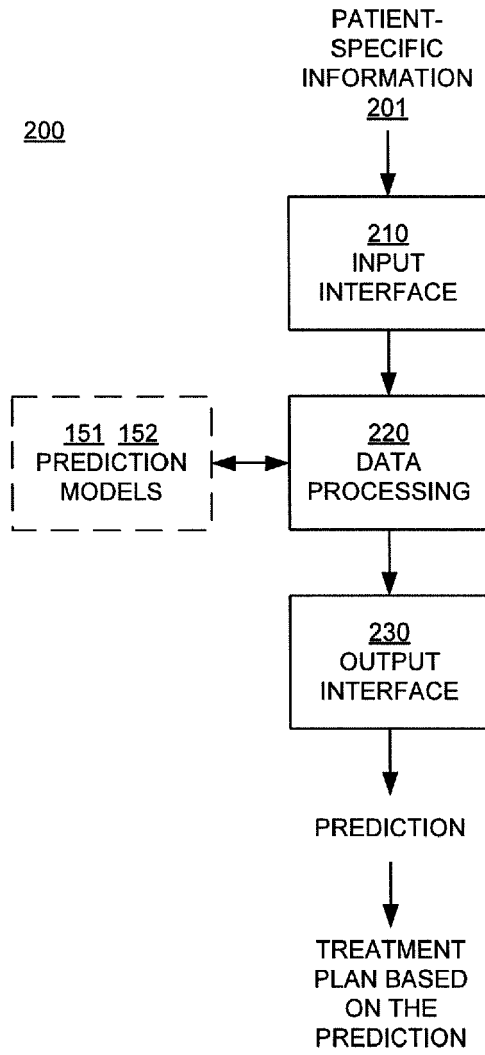 PATIENT-
SPECIFIC
INFORMATION
201
200
210
INPUT
INTERFACE
151 152
PREDICTION
MODELS
220
DATA
PROCESSING
230
OUTPUT
INTERFACE
PREDICTION
TREATMENT
PLAN BASED
ON THE
PREDICTION